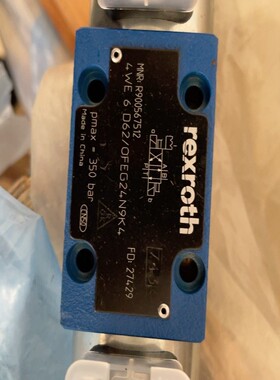 rexroth
MNR: R900567512
4WE 6 D62/OFEG24N9K4
FD: 27429
pmax = 350 bar
Made in China
a
b